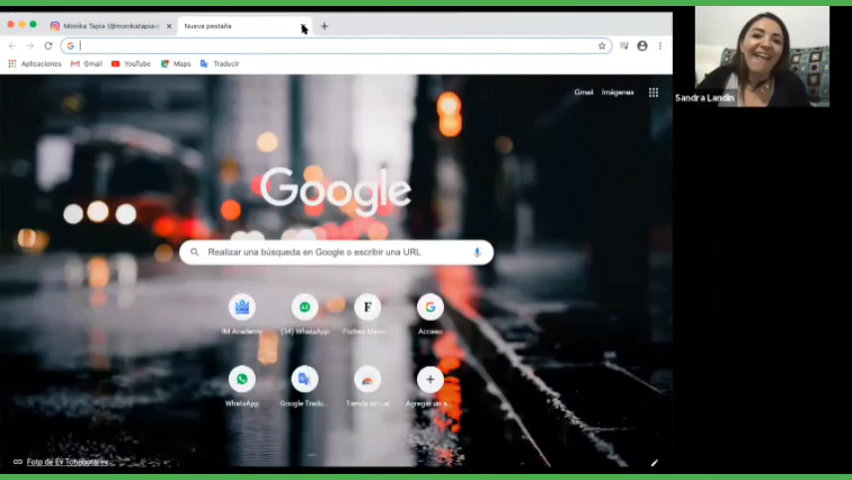 Monika Tapia (@monikatapia
Nueva pestaña
Aplicaciones
Gmail
YouTube
Maps
Traducir
Gmail
Imágenes
Sandra Landin
Google
Realizar una búsqueda en Google o escribir una URL
IM Academy
(34) WhatsApp
Forbes
Acceso
WhatsApp
Google Tradu...
Tienda virtual
Agregar un a...
Foto de Ev Tchebotarev